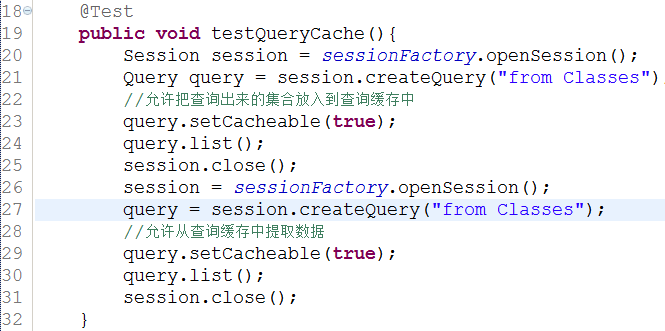 18 @Test
19 public void testQueryCache(){
20 Session session = sessionFactory.openSession();
21 Query query = session.createQuery("from Classes")
22 //允许把查询出来的集合放入到查询缓存中
23 query.setCacheable(true);
24 query.list();
25 session.close();
26 session = sessionFactory.openSession();
27 query = session.createQuery("from Classes");
28 //允许从查询缓存中提取数据
29 query.setCacheable(true);
30 query.list();
31 session.close();
32 }